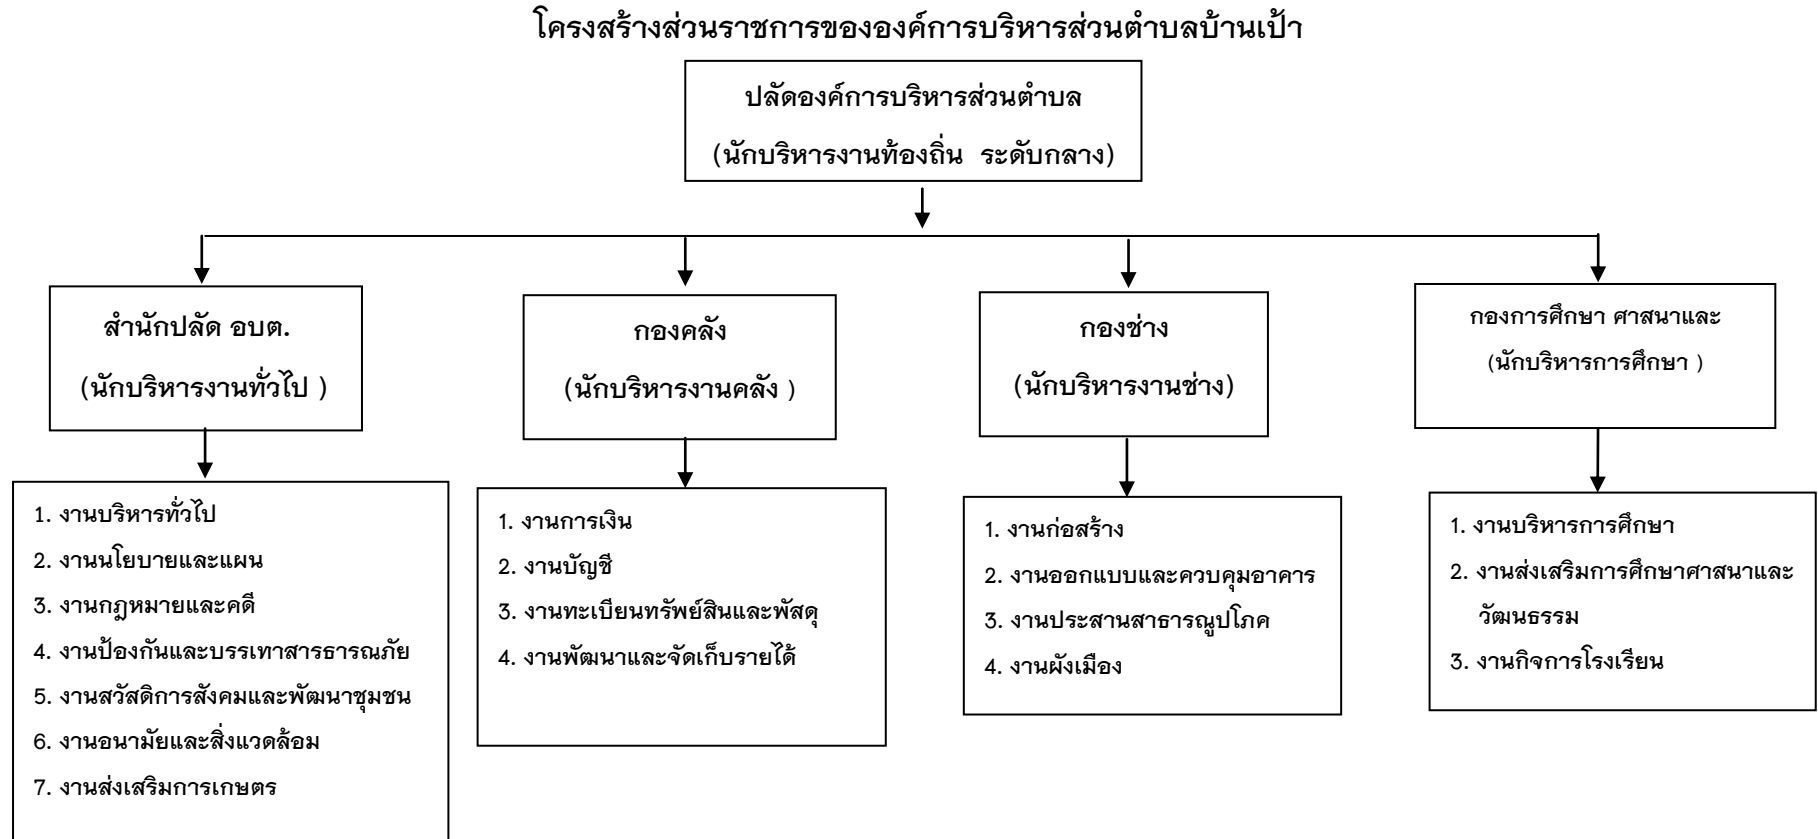 โครงสร้างส่วนราชการขององค์การบริหารส่วนตำบลบ้านเป้า
ปลัดองค์การบริหารส่วนตำบล
(นักบริหารงานท้องถิ่น ระดับกลาง)
สำนักปลัด อบต.
(นักบริหารงานทั่วไป )
กองคลัง
(นักบริหารงานคลัง )
กองช่าง
(นักบริหารงานช่าง)
กองการศึกษา ศาสนาและ
(นักบริหารการศึกษา )
1. งานบริหารทั่วไป
2. งานนโยบายและแผน
3. งานกฎหมายและคดี
4. งานป้องกันและบรรเทาสารธารณภัย
5. งานสวัสดิการสังคมและพัฒนาชุมชน
6. งานอนามัยและสิ่งแวดล้อม
7. งานส่งเสริมการเกษตร
1. งานการเงิน
2. งานบัญชี
3. งานทะเบียนทรัพย์สินและพัสดุ
4. งานพัฒนาและจัดเก็บรายได้
1. งานก่อสร้าง
2. งานออกแบบและควบคุมอาคาร
3. งานประสานสาธารณูปโภค
4. งานผังเมือง
1. งานบริหารการศึกษา
2. งานส่งเสริมการศึกษาศาสนาและ
วัฒนธรรม
3. งานกิจการโรงเรียน